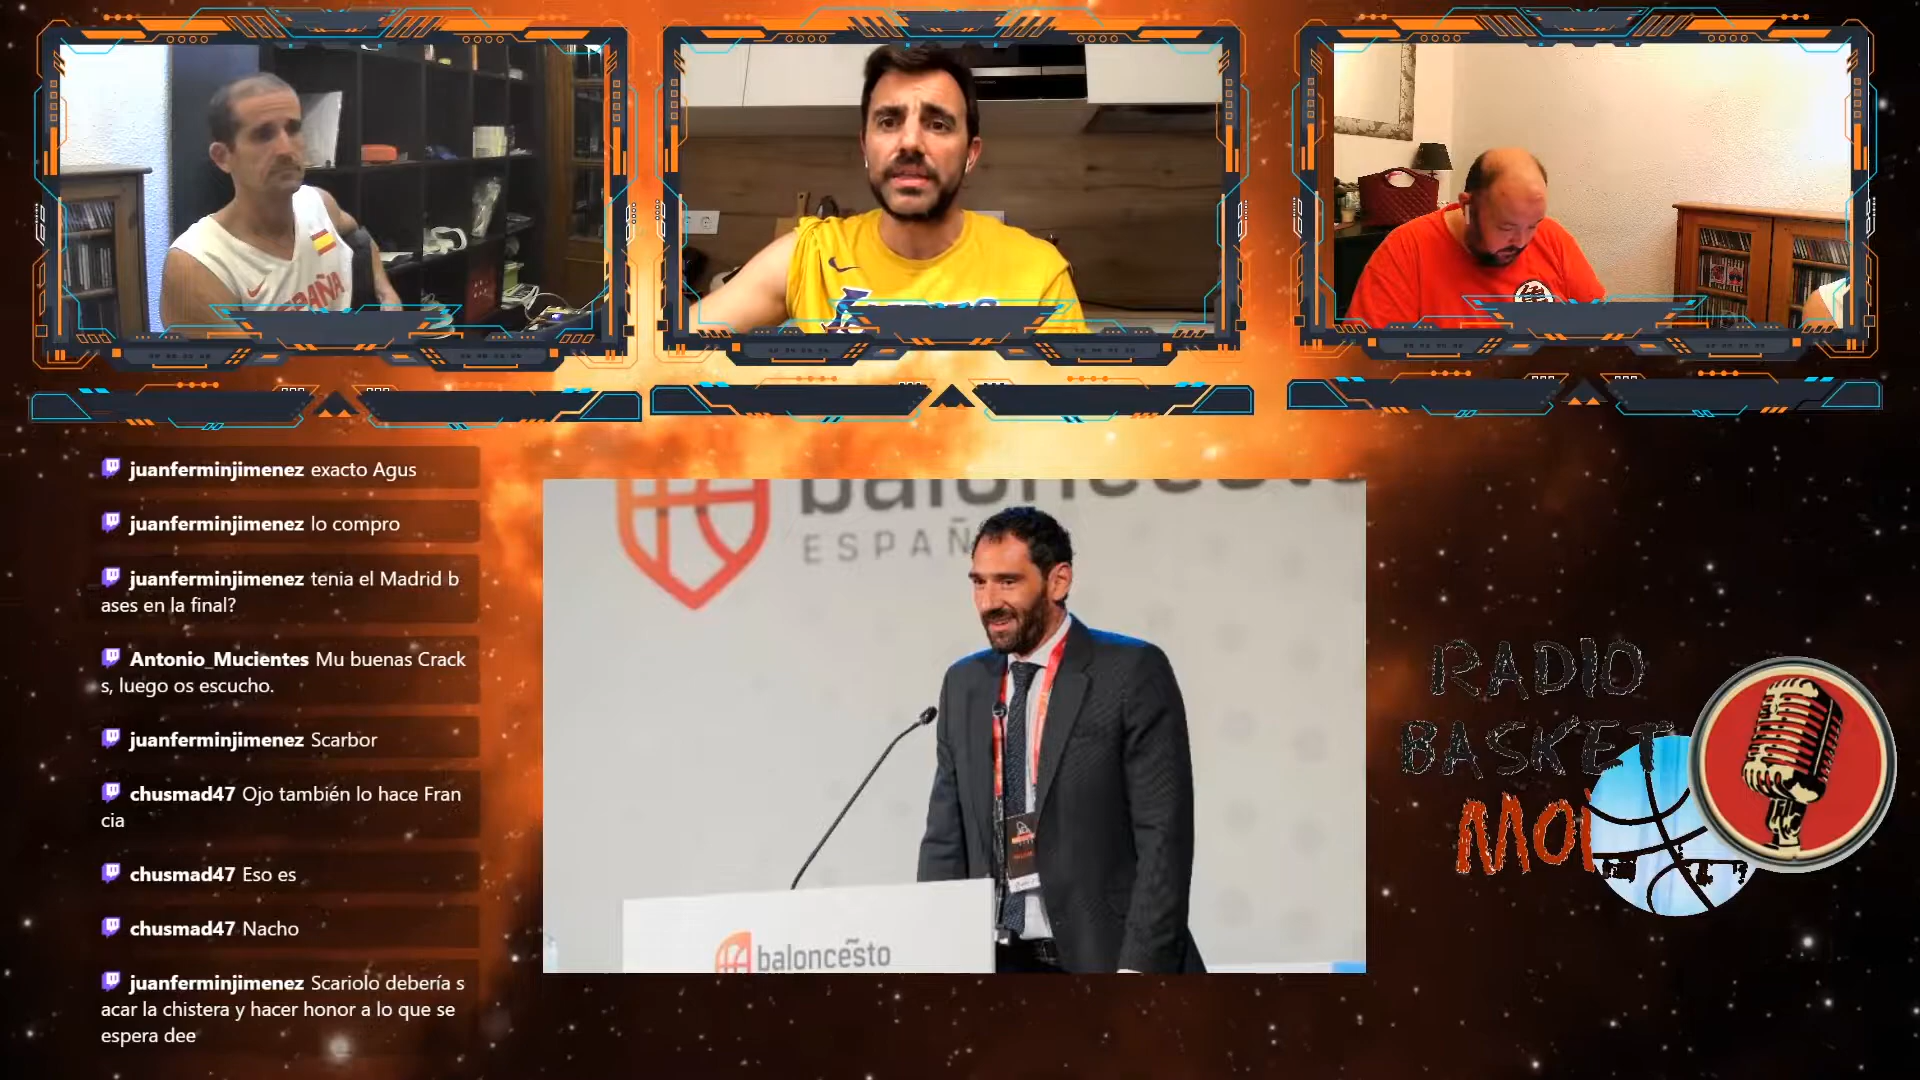 ESPAÑA
juanferminjimenez exacto Agus
juanferminjimenez lo compro
juanferminjimenez tenia el Madrid b
ases en la final?
Antonio_Mucientes Mu buenas Crack
s, luego os escucho.
juanferminjimenez Scarbor
chusmad47 Ojo también lo hace Fran
cia
chusmad47 Eso es
chusmad47 Nacho
juanferminjimenez Scariolo debería s
acar la chistera y hacer honor a lo que se
espera dee
baloncesto
ESPAÑ
baloncesto
RADIO
BASKET
MOi